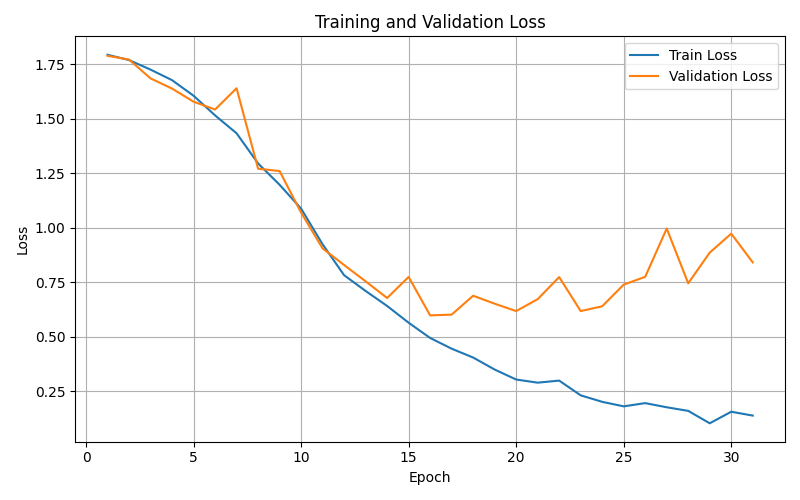 Training and Validation Loss
Train Loss
Validation Loss
Loss
1.75
1.50
1.25
1.00
0.75
0.50
0.25
0 5 10 15 20 25 30
Epoch